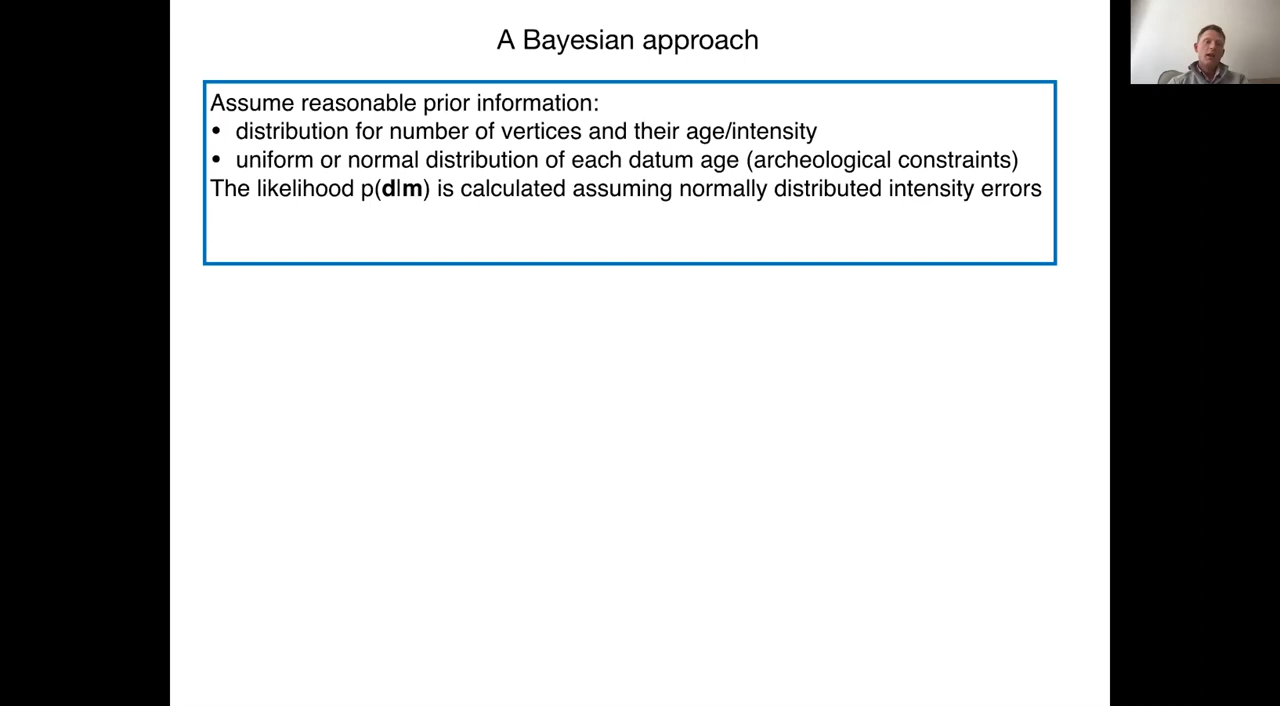 A Bayesian approach
Assume reasonable prior information:
• distribution for number of vertices and their age/intensity
• uniform or normal distribution of each datum age (archeological constraints)
The likelihood p(d|m) is calculated assuming normally distributed intensity errors